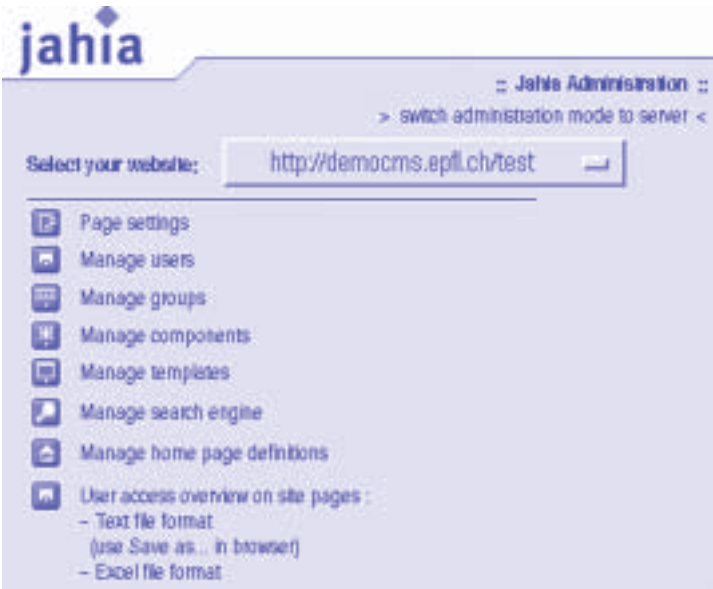 jahia
:: Jahia Administration ::
> switch administration mode to server <
Select your website: http://democms.epfl.ch/test
Page settings
Manage users
Manage groups
Manage components
Manage templates
Manage search engine
Manage home page definitions
User access overview on site pages :
– Text file format
(use Save as... in browser)
– Excel file format